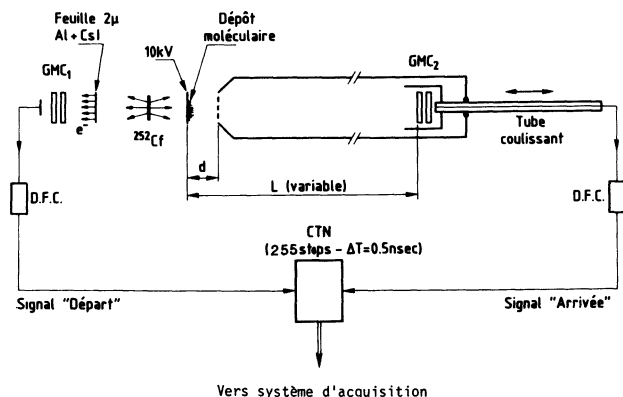 Feuille 2µ
Al + CsI
GMC1
e-
252Cf
10kV
Dépôt
moléculaire
GMC2
Tube
coulissant
d
L (variable)
D.F.C.
D.F.C.
CTN
(255 stops - ΔT=0.5nsec)
Signal "Départ"
Signal "Arrivée"
Vers système d'acquisition